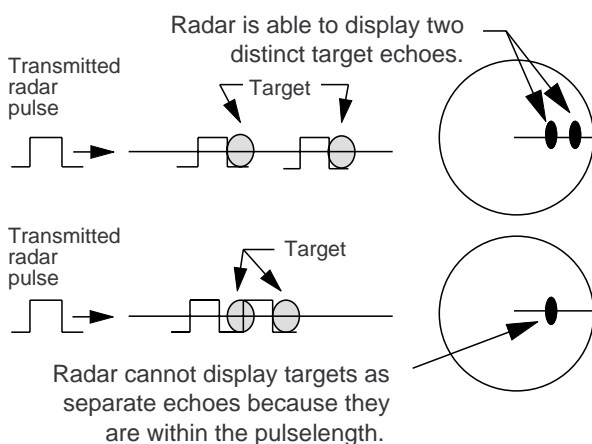 Radar is able to display two
distinct target echoes.
Transmitted
radar
pulse
Target
Transmitted
radar
pulse
Target
Radar cannot display targets as
separate echoes because they
are within the pulselength.